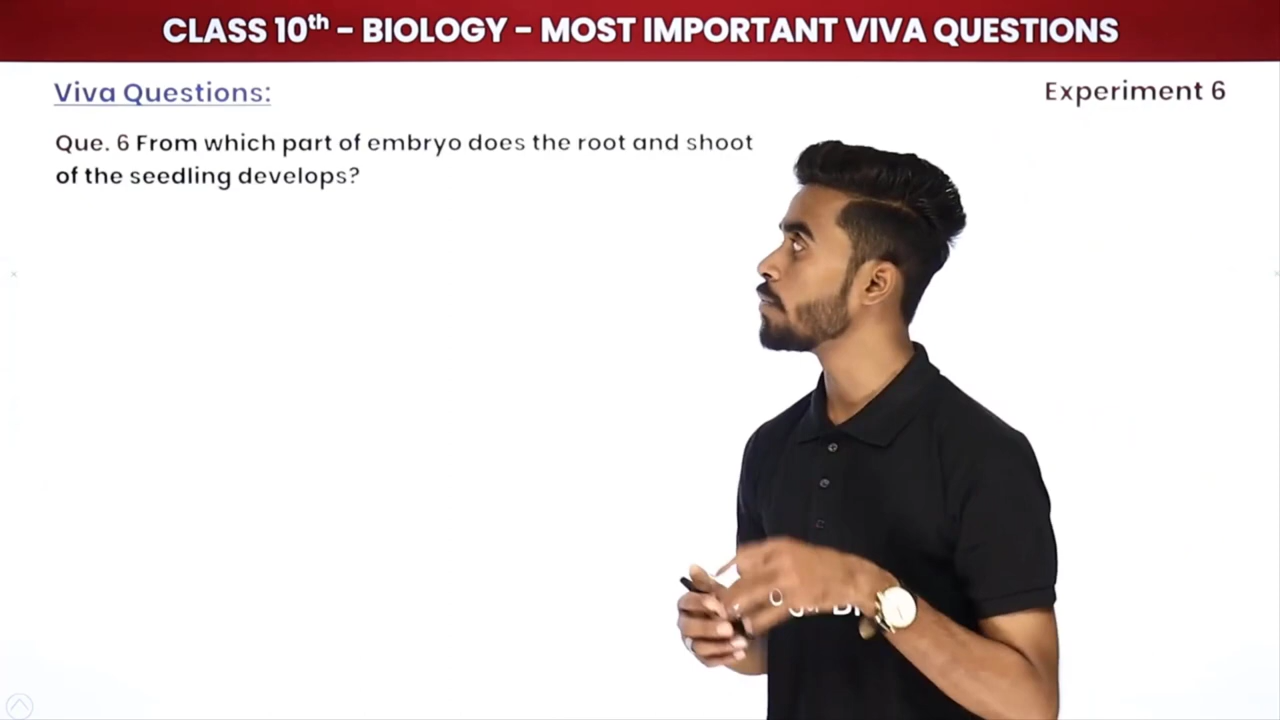 CLASS 10th - BIOLOGY - MOST IMPORTANT VIVA QUESTIONS
Viva Questions:
Experiment 6
Que. 6 From which part of embryo does the root and shoot
of the seedling develops?